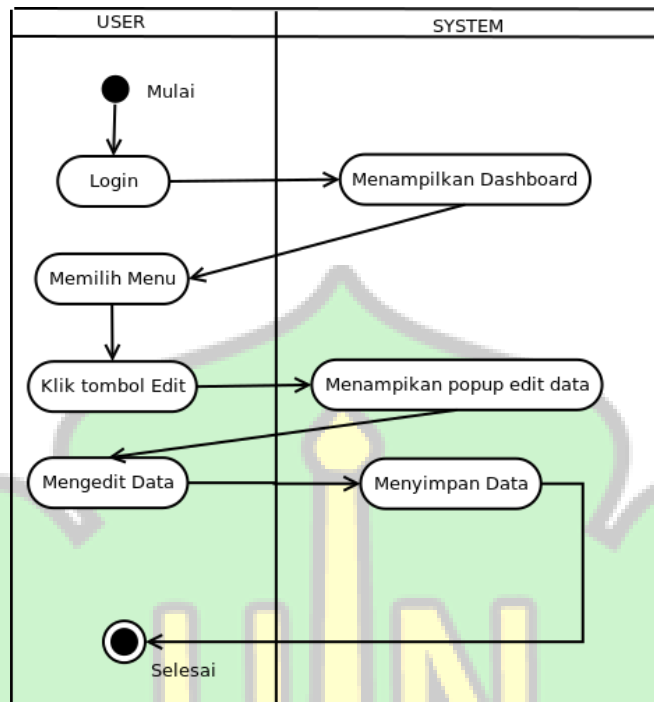 USER
SYSTEM
Mulai
Login
Menampilkan Dashboard
Memilih Menu
Klik tombol Edit
Menampikan popup edit data
Mengedit Data
Menyimpan Data
Selesai
UIN